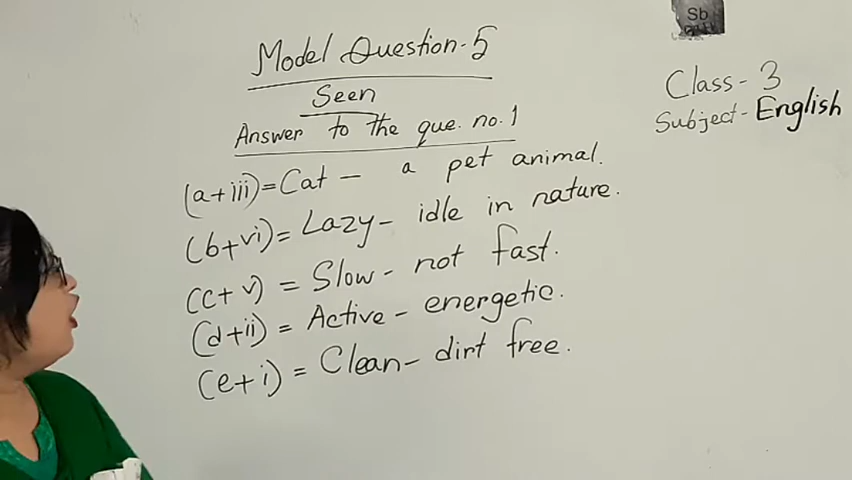 Model Question-5
Seen
Answer to the que. no. 1
(a+iii)=Cat – a pet animal.
(b+vi)= Lazy- idle in nature.
(c+v) = Slow- not fast.
(d+ii) = Active - energetic.
(e+i) = Clean- dirt free.
Sb
Class- 3
Subject- English